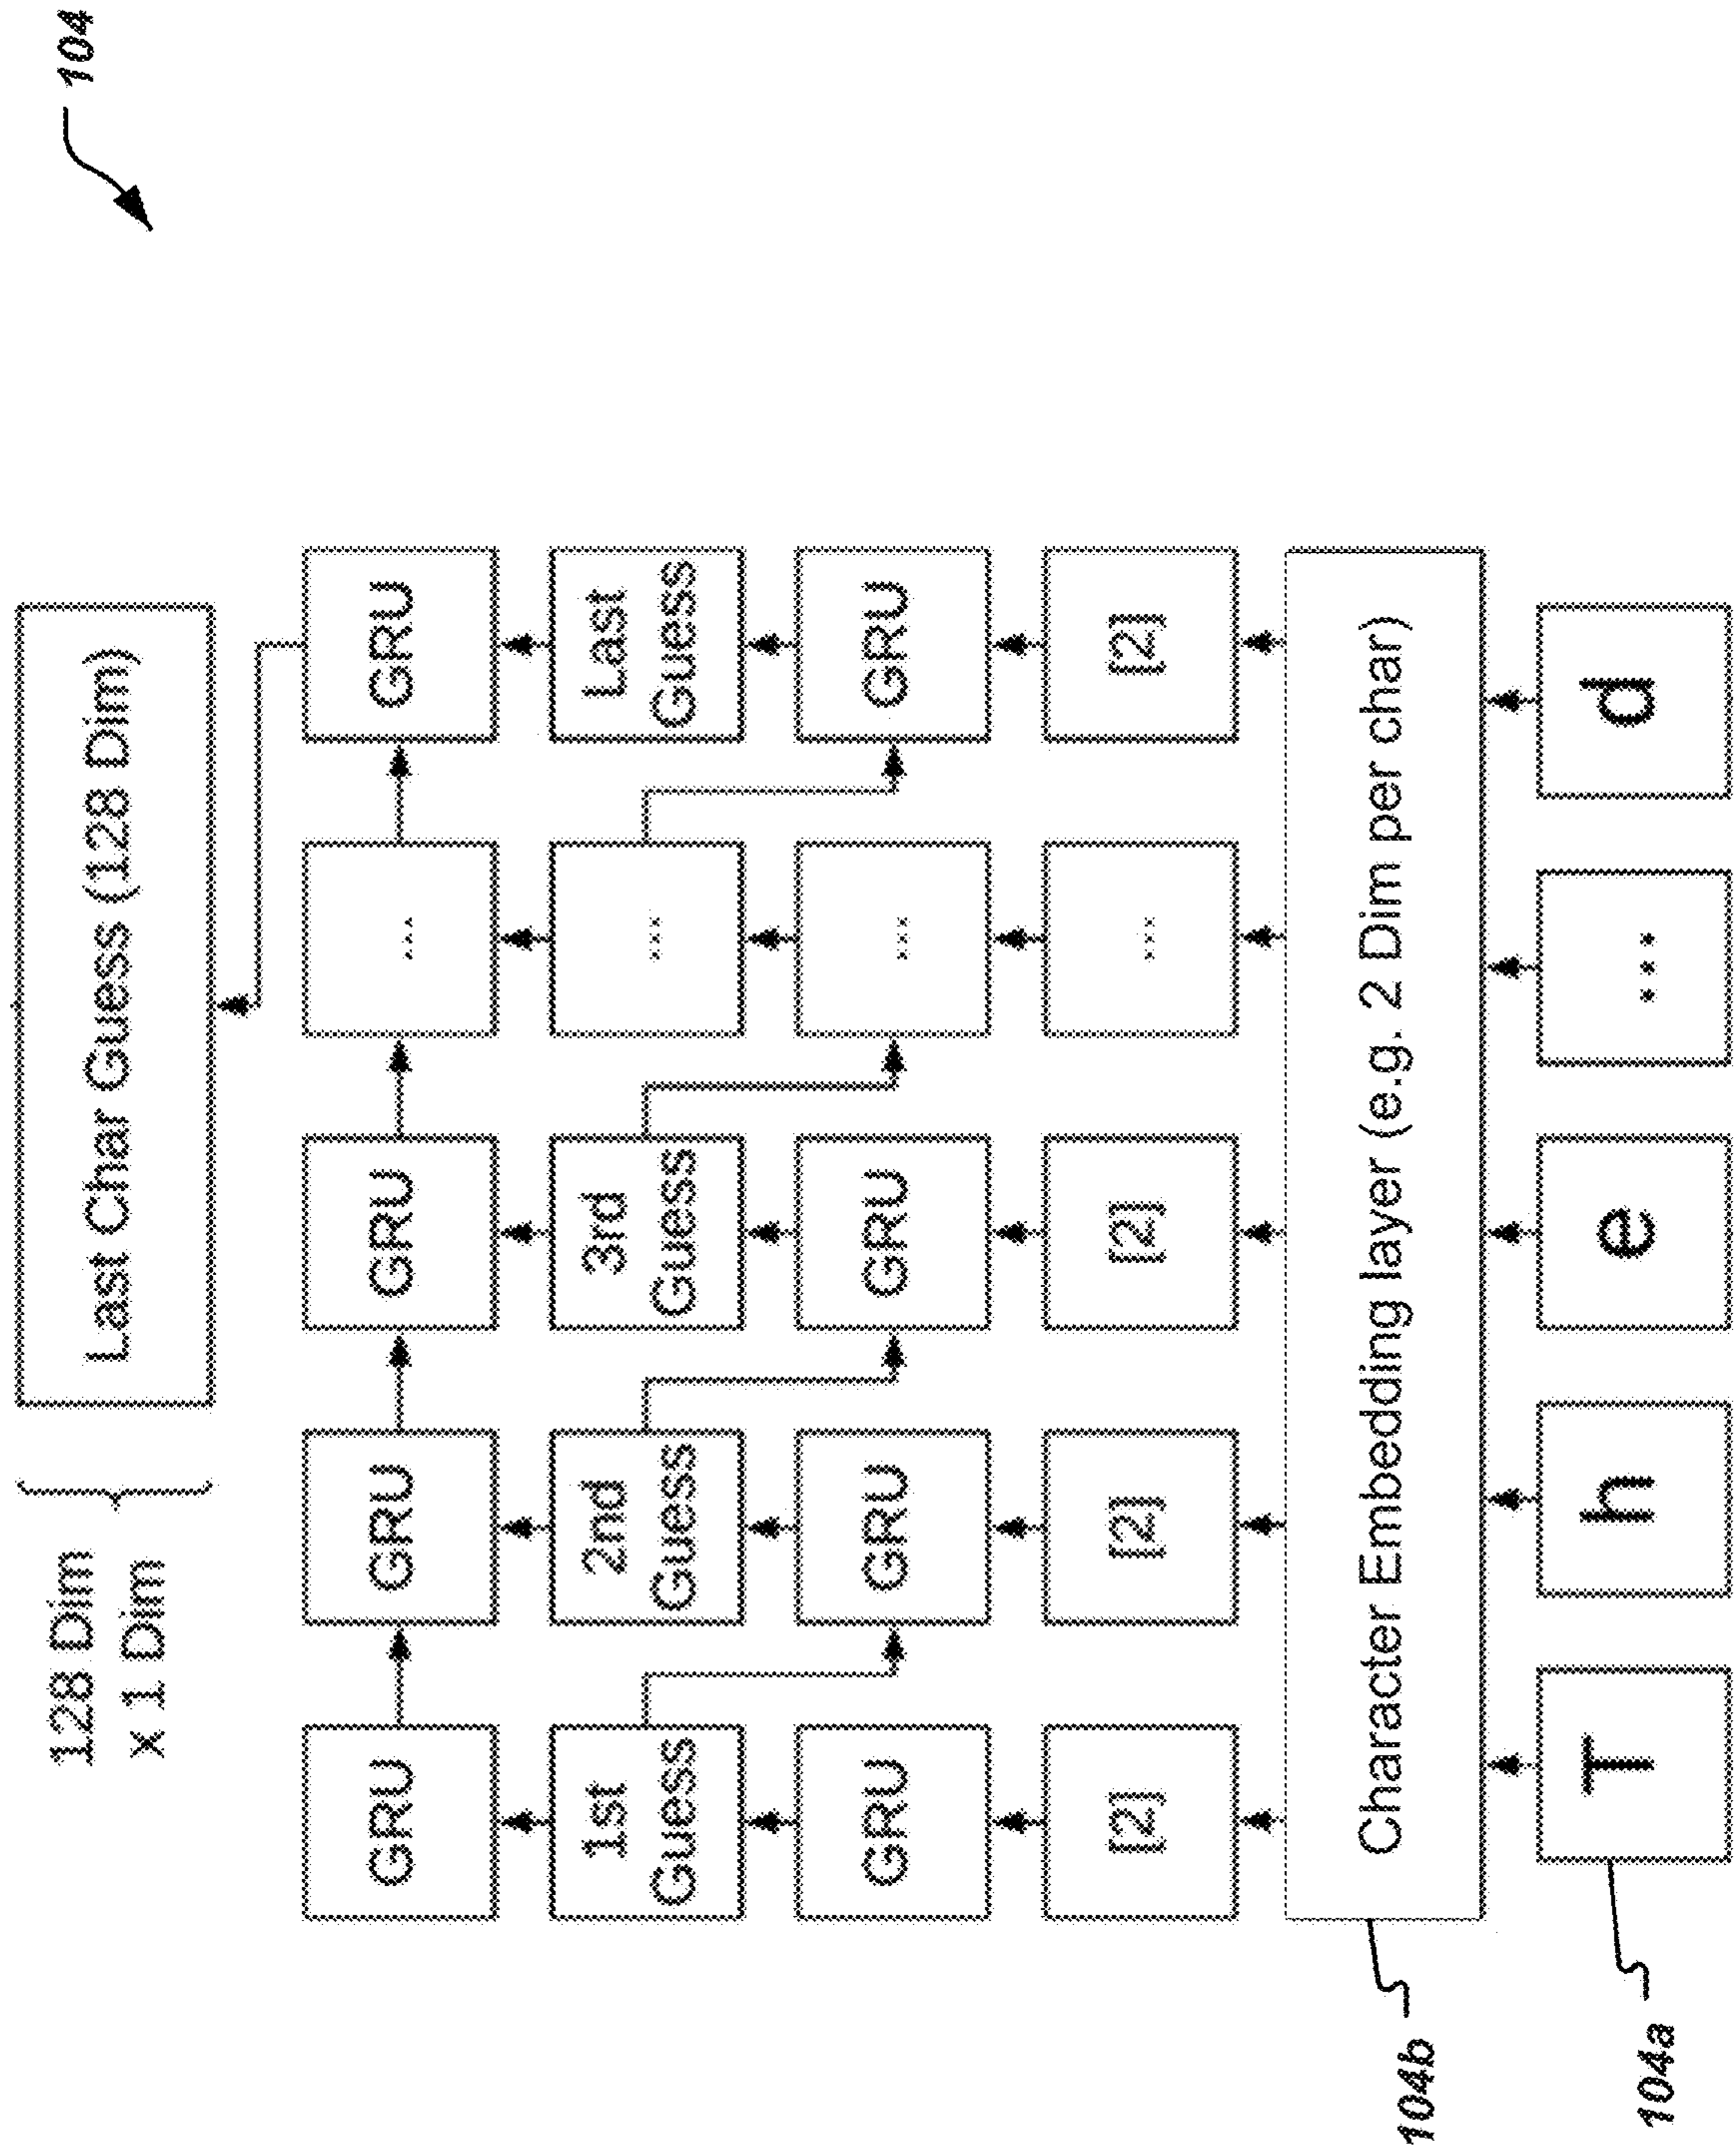 104
128 Dim
x 1 Dim
Last Char Guess (128 Dim)
GRU
GRU
GRU
...
GRU
1st
Guess
2nd
Guess
3rd
Guess
...
Last
Guess
GRU
GRU
GRU
...
GRU
[2]
[2]
[2]
...
[2]
104b
Character Embedding layer (e.g. 2 Dim per char)
104a
T
h
e
...
d